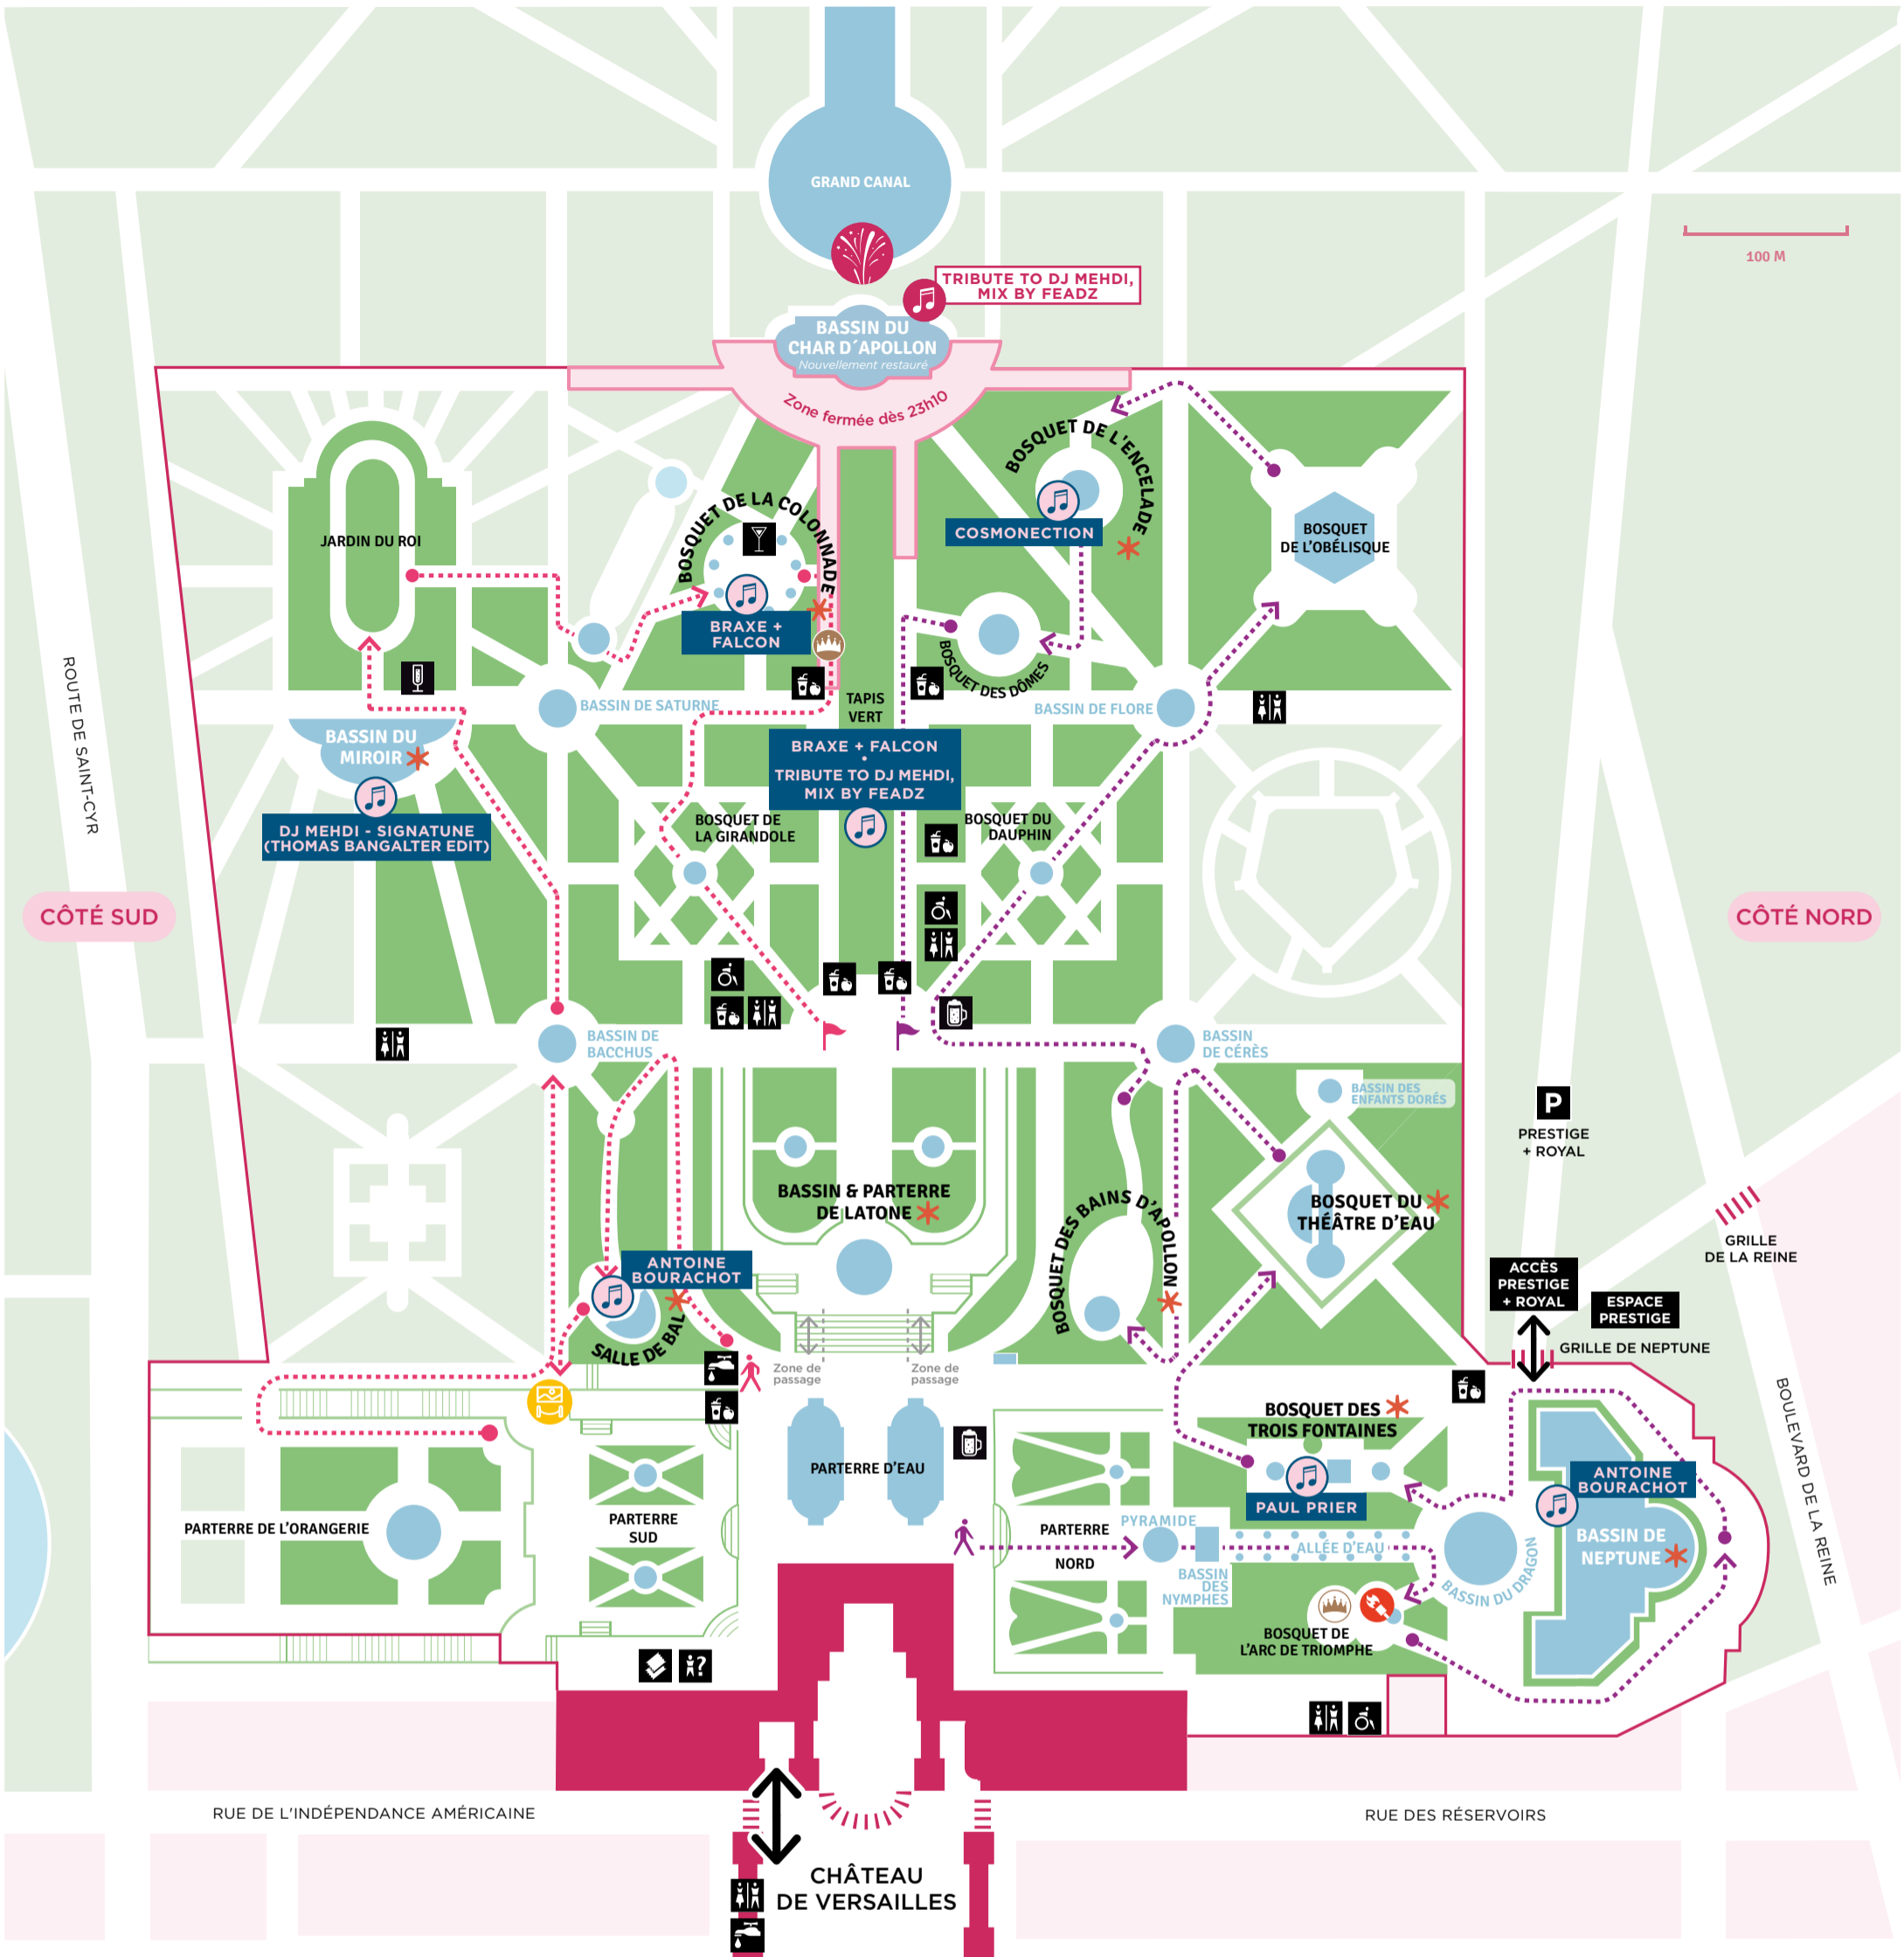 GRAND CANAL
100 M
TRIBUTE TO DJ MEHDI,
MIX BY FEADZ
BASSIN DU
CHAR D´APOLLON
Nouvellement restauré
Zone fermée dès 23h10
BOSQUET DE L'ENCELADE
COSMONECTION
BOSQUET
DE L'OBÉLISQUE
JARDIN DU ROI
BOSQUET DE LA COLONNADE
BRAXE +
FALCON
BOSQUET DES DÔMES
ROUTE DE SAINT-CYR
BASSIN DE SATURNE
TAPIS
VERT
BASSIN DE FLORE
BASSIN DU
MIROIR
DJ MEHDI - SIGNATUNE
(THOMAS BANGALTER EDIT)
BRAXE + FALCON
•
TRIBUTE TO DJ MEHDI,
MIX BY FEADZ
BOSQUET DE
LA GIRANDOLE
BOSQUET DU
DAUPHIN
CÔTÉ SUD
CÔTÉ NORD
BASSIN DE
BACCHUS
BASSIN
DE CÉRÈS
BASSIN DES
ENFANTS DORÉS
P
PRESTIGE
+ ROYAL
BASSIN & PARTERRE
DE LATONE
BOSQUET DES BAINS D'APOLLON
BOSQUET DU
THÉÂTRE D'EAU
GRILLE
DE LA REINE
ANTOINE
BOURACHOT
SALLE DE BAL
ACCÈS
PRESTIGE
+ ROYAL
ESPACE
PRESTIGE
GRILLE DE NEPTUNE
Zone de
passage
Zone de
passage
BOULEVARD DE LA REINE
BOSQUET DES
TROIS FONTAINES
PARTERRE D'EAU
PAUL PRIER
ANTOINE
BOURACHOT
PARTERRE DE L'ORANGERIE
PARTERRE
SUD
PARTERRE
NORD
PYRAMIDE
ALLÉE D'EAU
BASSIN
DES
NYMPHES
BASSIN DU DRAGON
BASSIN DE
NEPTUNE
BOSQUET DE
L'ARC DE TRIOMPHE
?
RUE DE L'INDÉPENDANCE AMÉRICAINE
RUE DES RÉSERVOIRS
CHÂTEAU
DE VERSAILLES